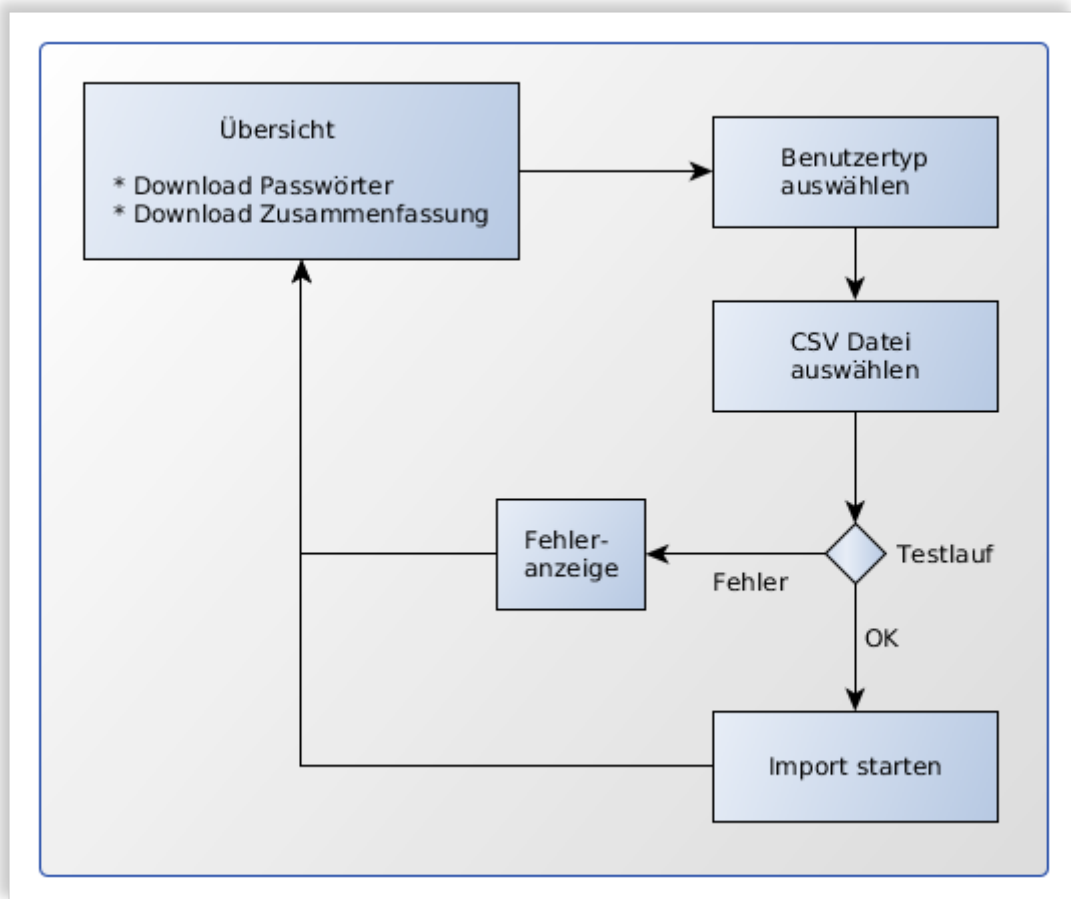 Übersicht
* Download Passwörter
* Download Zusammenfassung
Benutzertyp
auswählen
CSV Datei
auswählen
Testlauf
Fehler
Fehler-
anzeige
OK
Import starten